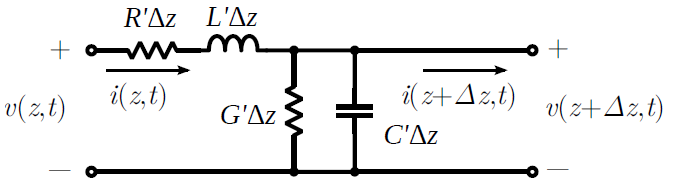 R'Δz L'Δz
+ +
i(z,t) i(z+Δz,t)
v(z,t) G'Δz v(z+Δz,t)
C'Δz
− −